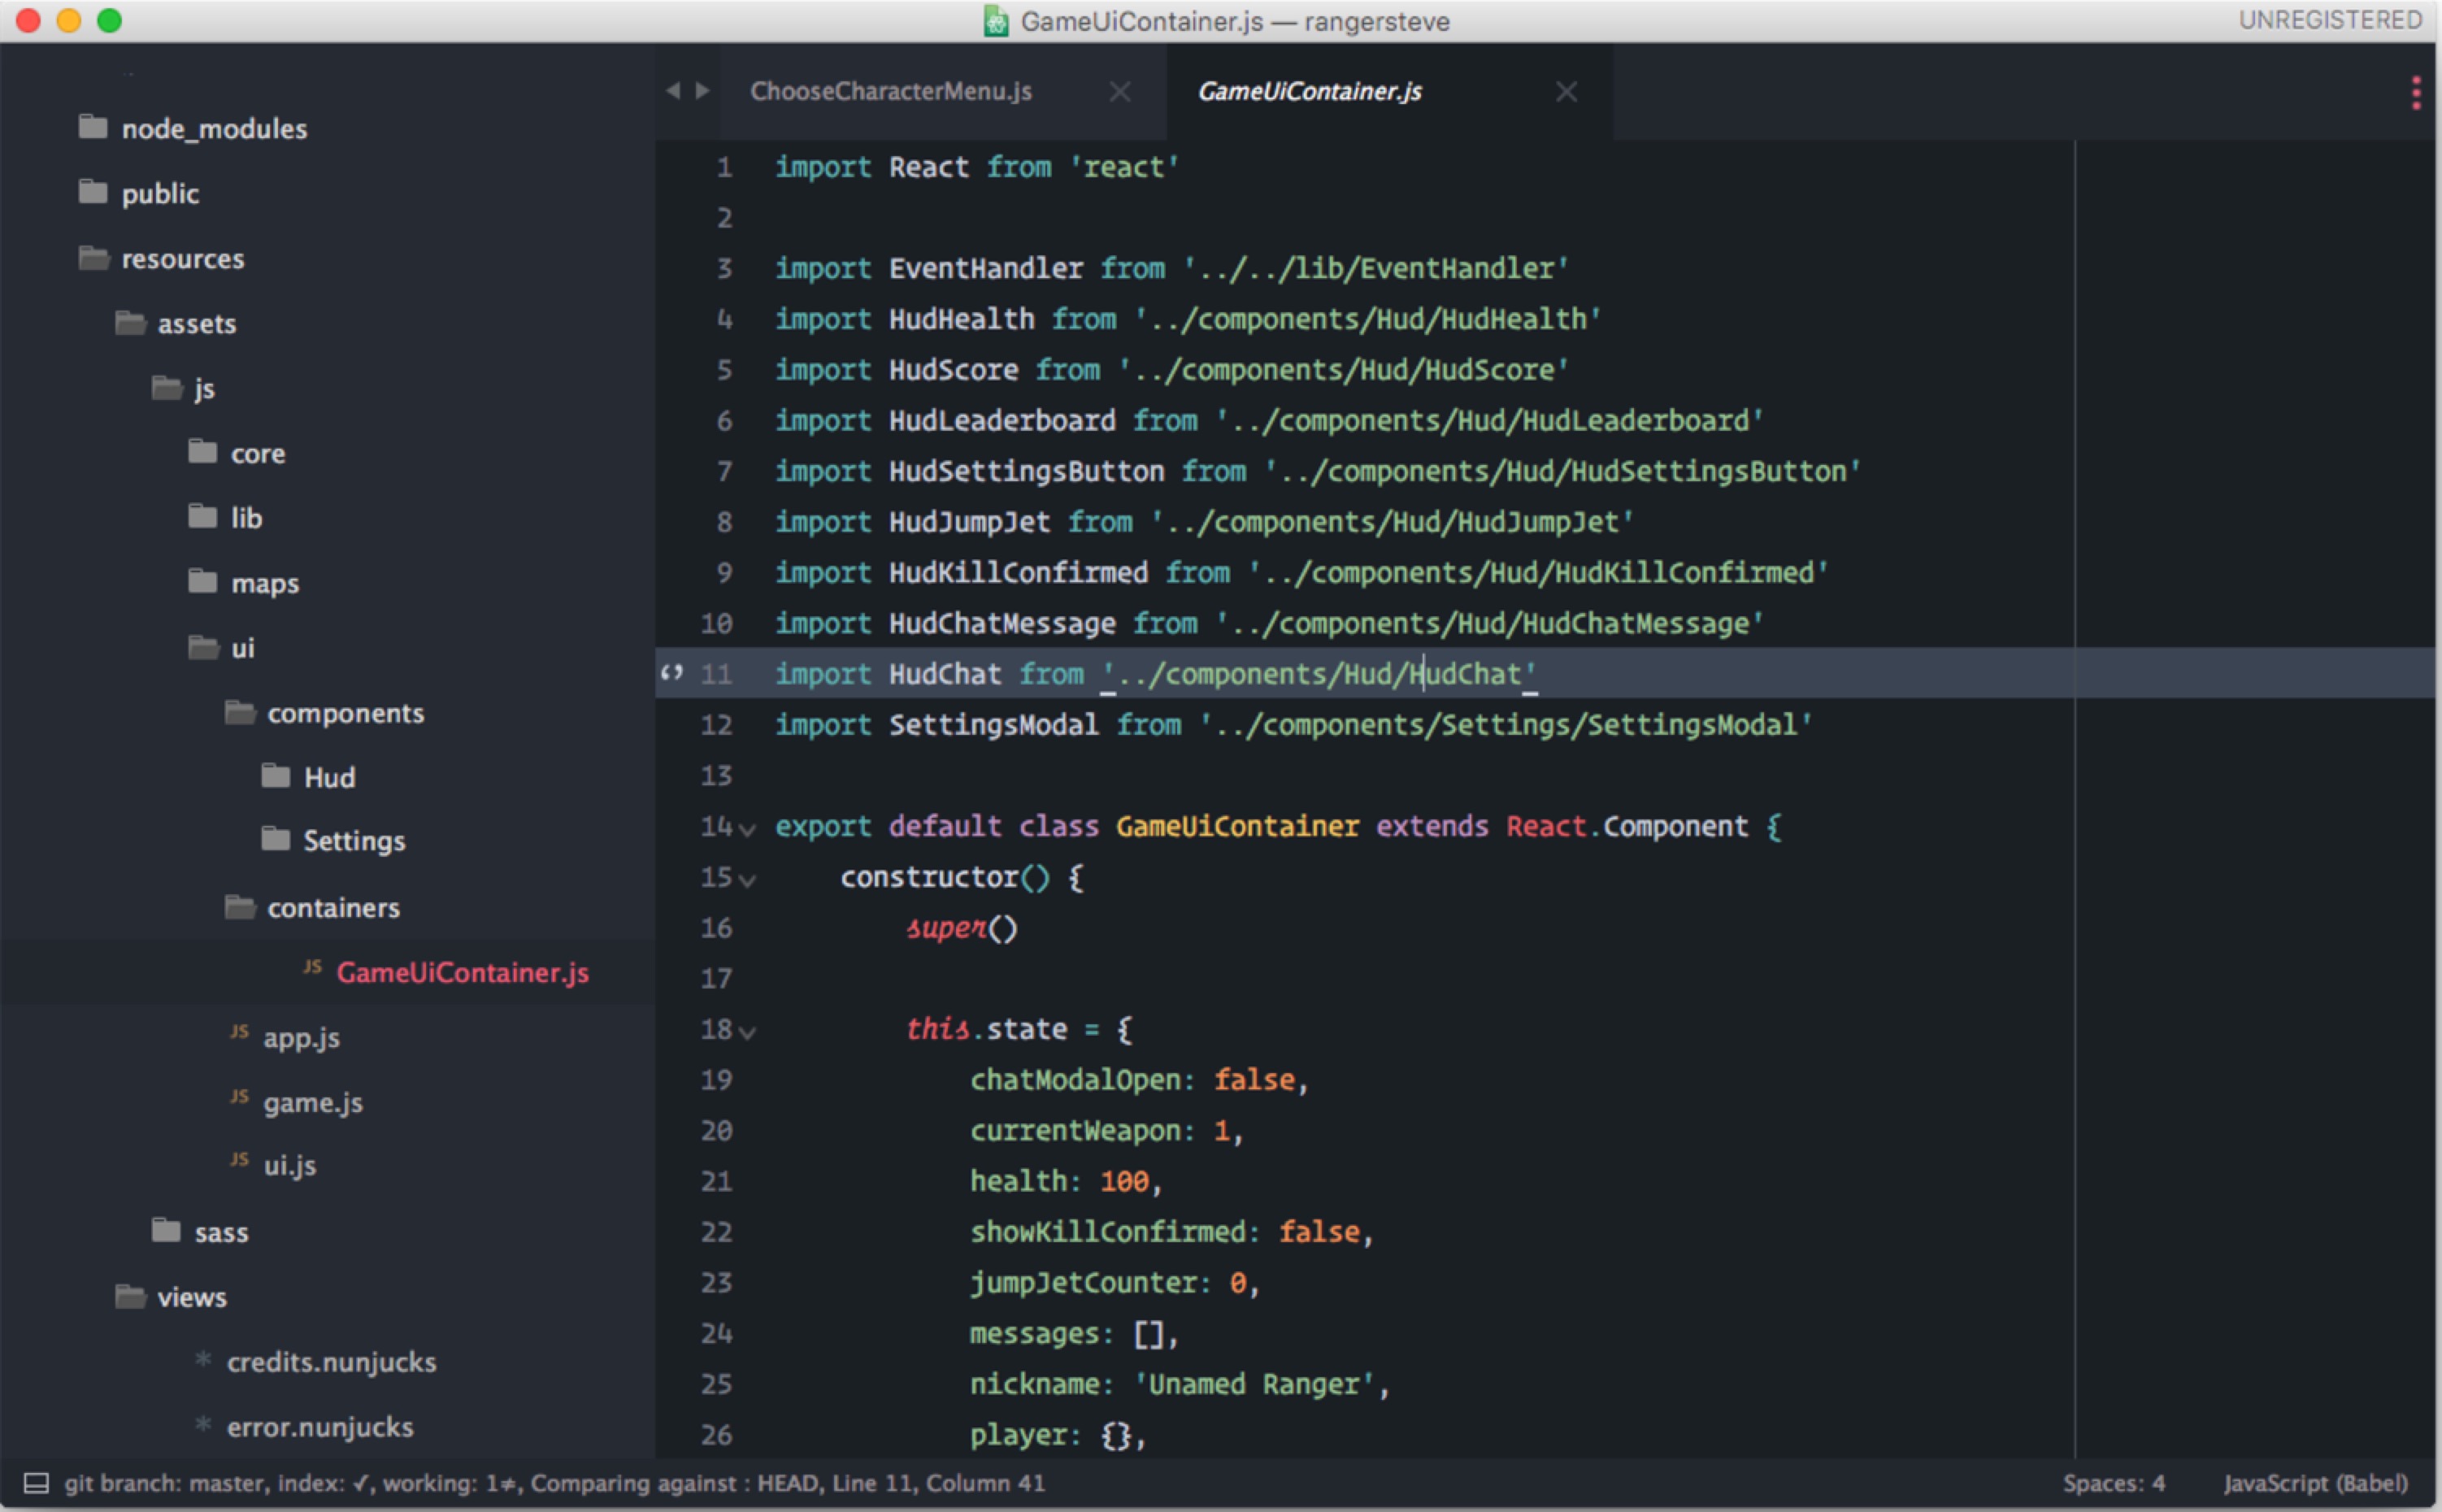 GameUiContainer.js — rangersteve
UNREGISTERED
node_modules
public
resources
assets
js
core
lib
maps
ui
components
Hud
Settings
containers
JS GameUiContainer.js
JS app.js
JS game.js
JS ui.js
sass
views
* credits.nunjucks
* error.nunjucks
ChooseCharacterMenu.js
GameUiContainer.js
1 import React from 'react'
2
3 import EventHandler from '../../lib/EventHandler'
4 import HudHealth from '../components/Hud/HudHealth'
5 import HudScore from '../components/Hud/HudScore'
6 import HudLeaderboard from '../components/Hud/HudLeaderboard'
7 import HudSettingsButton from '../components/Hud/HudSettingsButton'
8 import HudJumpJet from '../components/Hud/HudJumpJet'
9 import HudKillConfirmed from '../components/Hud/HudKillConfirmed'
10 import HudChatMessage from '../components/Hud/HudChatMessage'
11 import HudChat from '../components/Hud/HudChat'
12 import SettingsModal from '../components/Settings/SettingsModal'
13
14 export default class GameUiContainer extends React.Component {
15     constructor() {
16         super()
17
18         this.state = {
19             chatModalOpen: false,
20             currentWeapon: 1,
21             health: 100,
22             showKillConfirmed: false,
23             jumpJetCounter: 0,
24             messages: [],
25             nickname: 'Unamed Ranger',
26             player: {},
git branch: master, index: ✓, working: 1≠, Comparing against : HEAD, Line 11, Column 41
Spaces: 4
JavaScript (Babel)